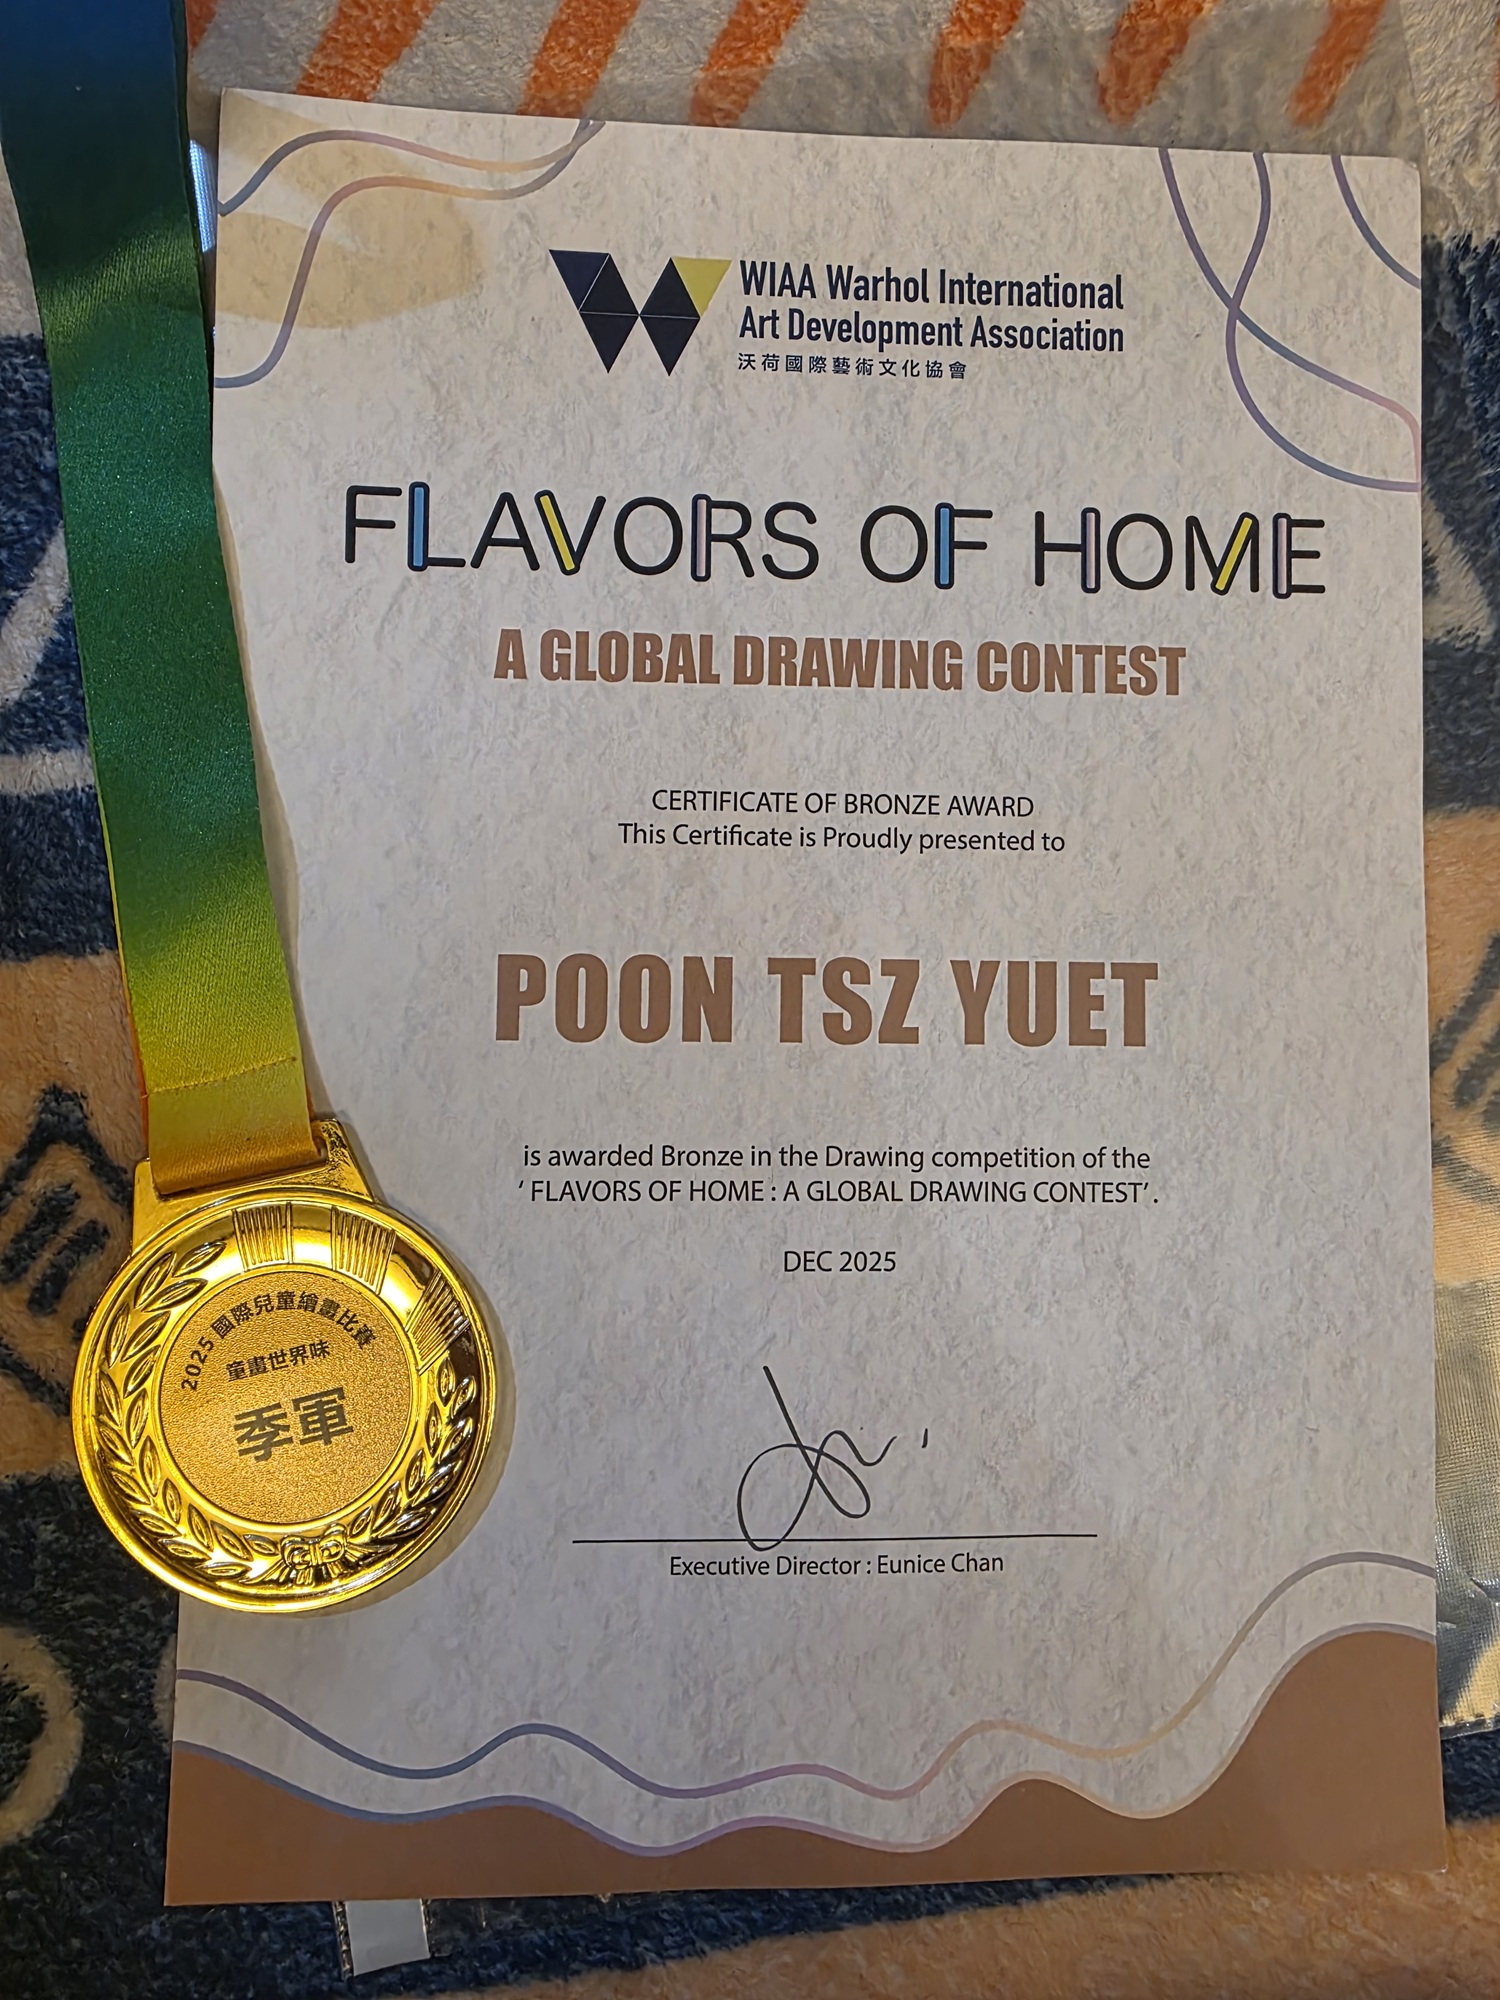 WIAA Warhol International
Art Development Association
沃荷國際藝術文化協會
FLAVORS OF HOME
A GLOBAL DRAWING CONTEST
CERTIFICATE OF BRONZE AWARD
This Certificate is Proudly presented to
POON TSZ YUET
is awarded Bronze in the Drawing competition of the
‘ FLAVORS OF HOME : A GLOBAL DRAWING CONTEST’ .
DEC 2025
Executive Director : Eunice Chan
2025 國際兒童繪畫比賽
童畫世界味
季軍